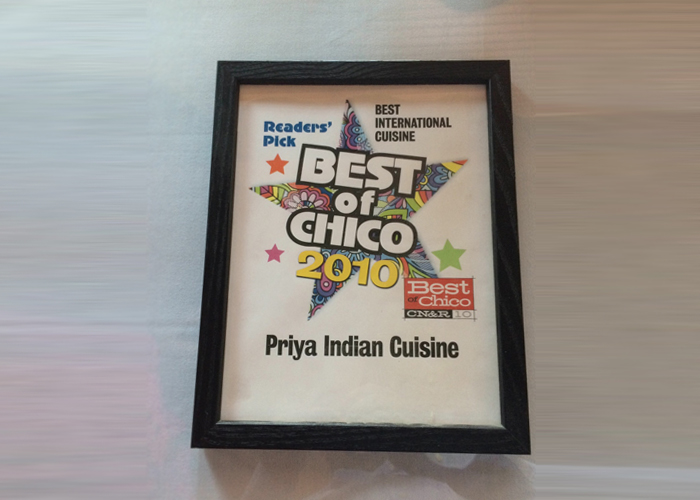 Readers'
Pick
BEST
INTERNATIONAL
CUISINE
BEST
of
CHICO
2010
Best
of Chico
CN&R 10
Priya Indian Cuisine